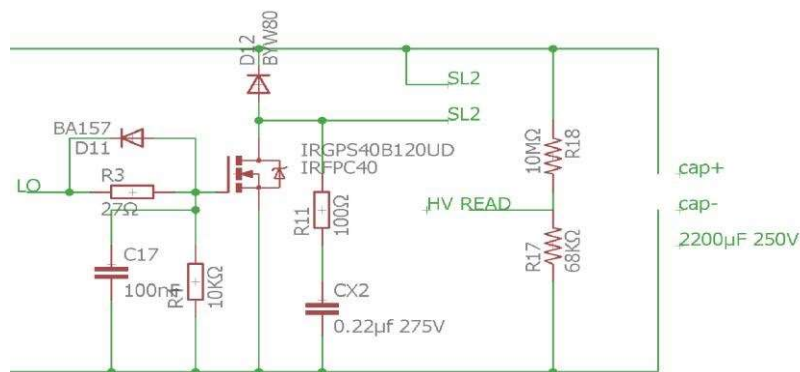 D12
BYW80
SL2
SL2
BA157
D11
R3
27Ω
LO
IRGPS40B120UD
IRFPC40
R11
100Ω
10MΩ
R18
HV READ
R17
68KΩ
cap+
cap-
2200µF 250V
C17
100nF
10KΩ
CX2
0.22µf 275V